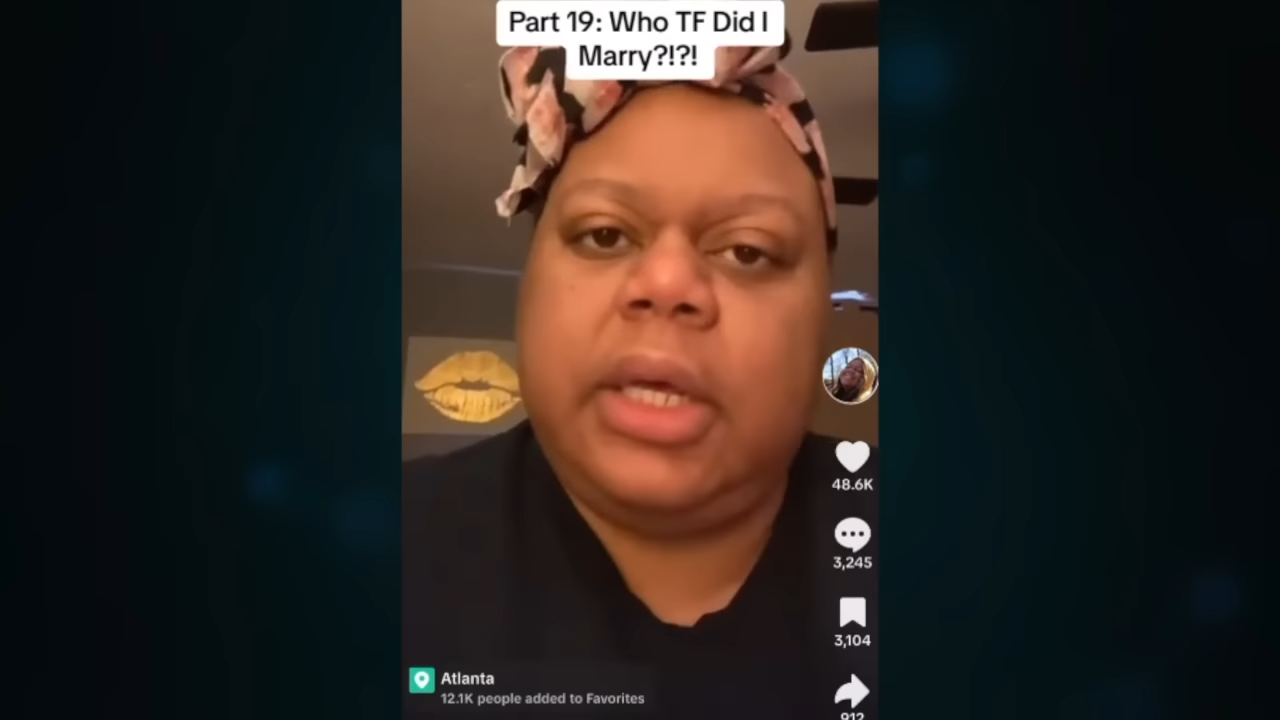 Part 19: Who TF Did I
Marry?!?!
48.6K
3,245
3,104
912
Atlanta
12.1K people added to Favorites